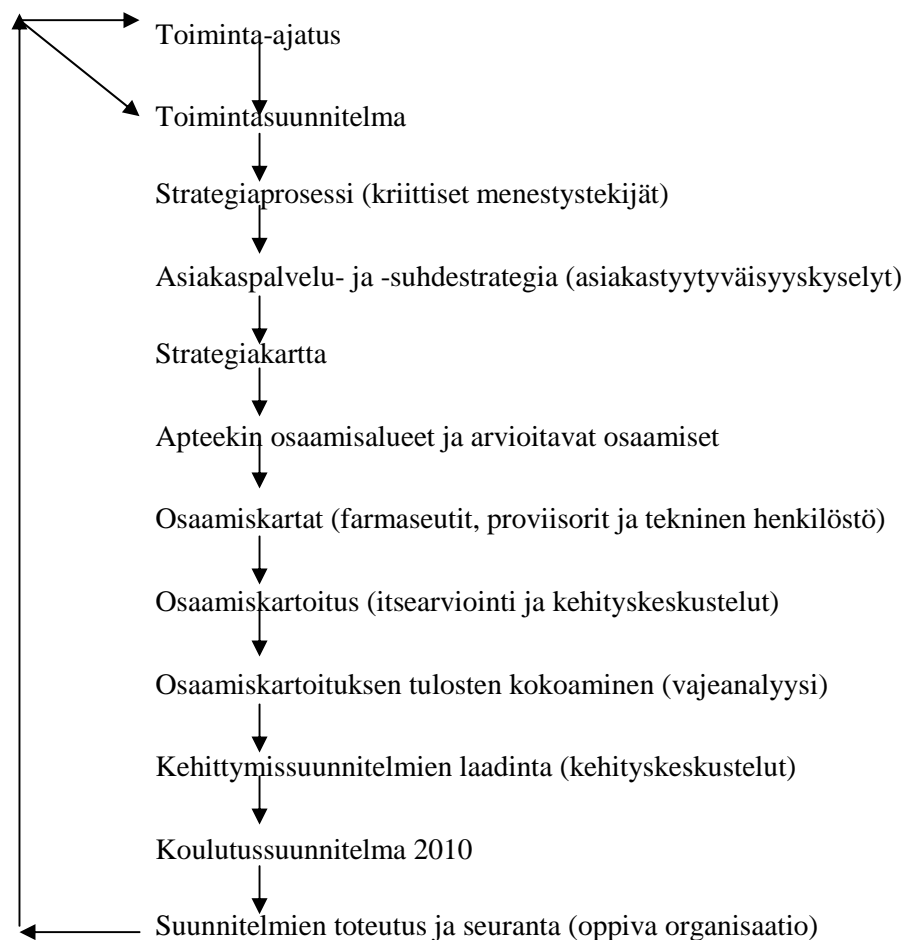 Toiminta-ajatus
Toimintasuunnitelma
Strategiaprosessi (kriittiset menestystekijät)
Asiakaspalvelu- ja -suhdestrategia (asiakastyytyväisyyskyselyt)
Strategiakartta
Apteekin osaamisalueet ja arvioitavat osaamiset
Osaamiskartat (farmaseutit, proviisorit ja tekninen henkilöstö)
Osaamiskartoitus (itsearviointi ja kehityskeskustelut)
Osaamiskartoituksen tulosten kokoaminen (vajeanalyysi)
Kehittymissuunnitelmien laadinta (kehityskeskustelut)
Koulutussuunnitelma 2010
Suunnitelmien toteutus ja seuranta (oppiva organisaatio)